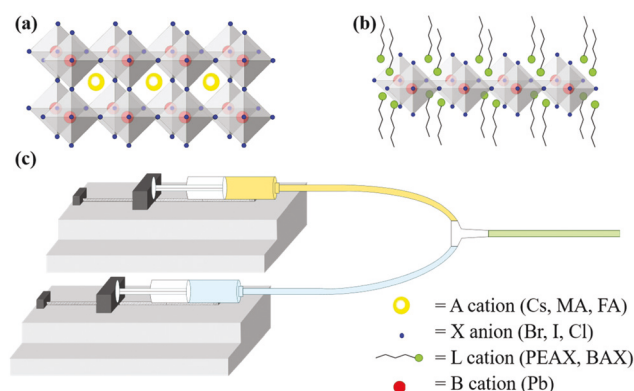 (a)
(b)
(c)
= A cation (Cs, MA, FA)
= X anion (Br, I, Cl)
= L cation (PEAX, BAX)
= B cation (Pb)